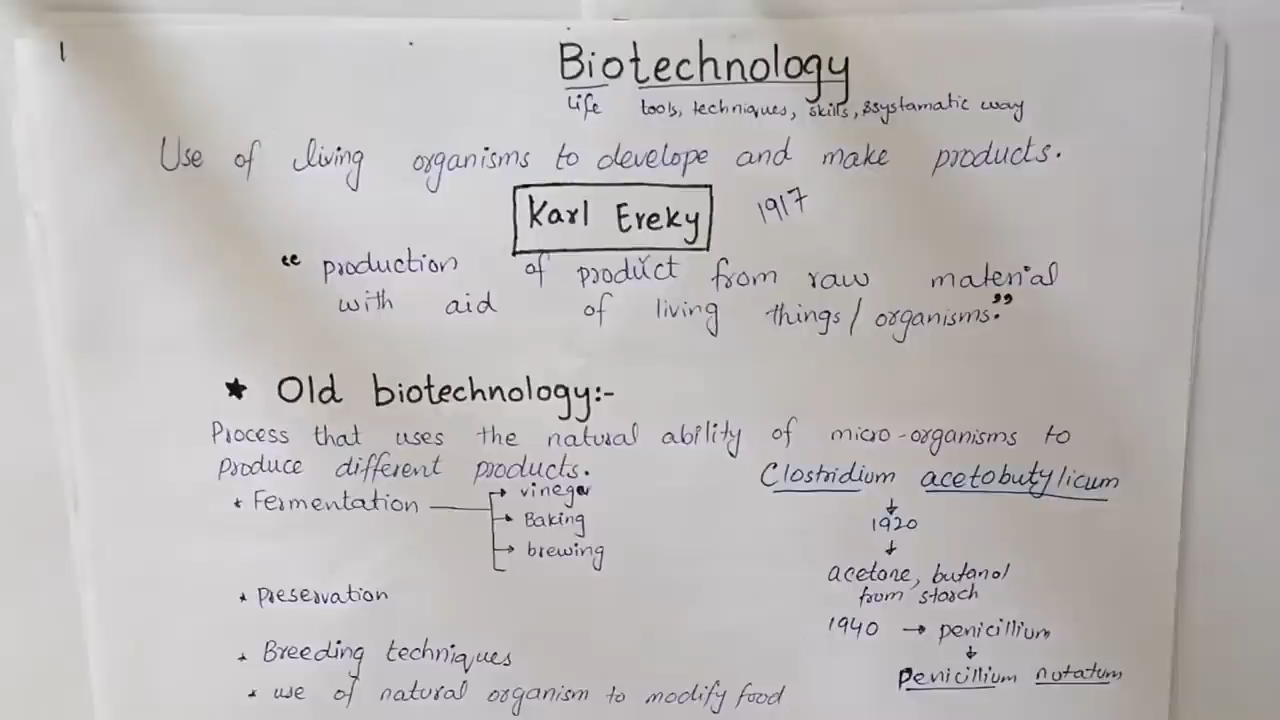 1
Biotechnology
Life tools, techniques, skills, &systamatic way
Use of living organisms to develope and make products.
Karl Ereky 1917
“ production of product from raw material
with aid of living things/organisms.”
★ Old biotechnology:-
Process that uses the natural ability of micro-organisms to
produce different products.
* Fermentation → vinegar
→ Baking
→ brewing
* preservation
* Breeding techniques
* use of natural organism to modify food
Clostridium acetobutylicum
↓
1920
↓
acetone, butanol
from starch
1940 → penicillium
↓
Penicillium notatum